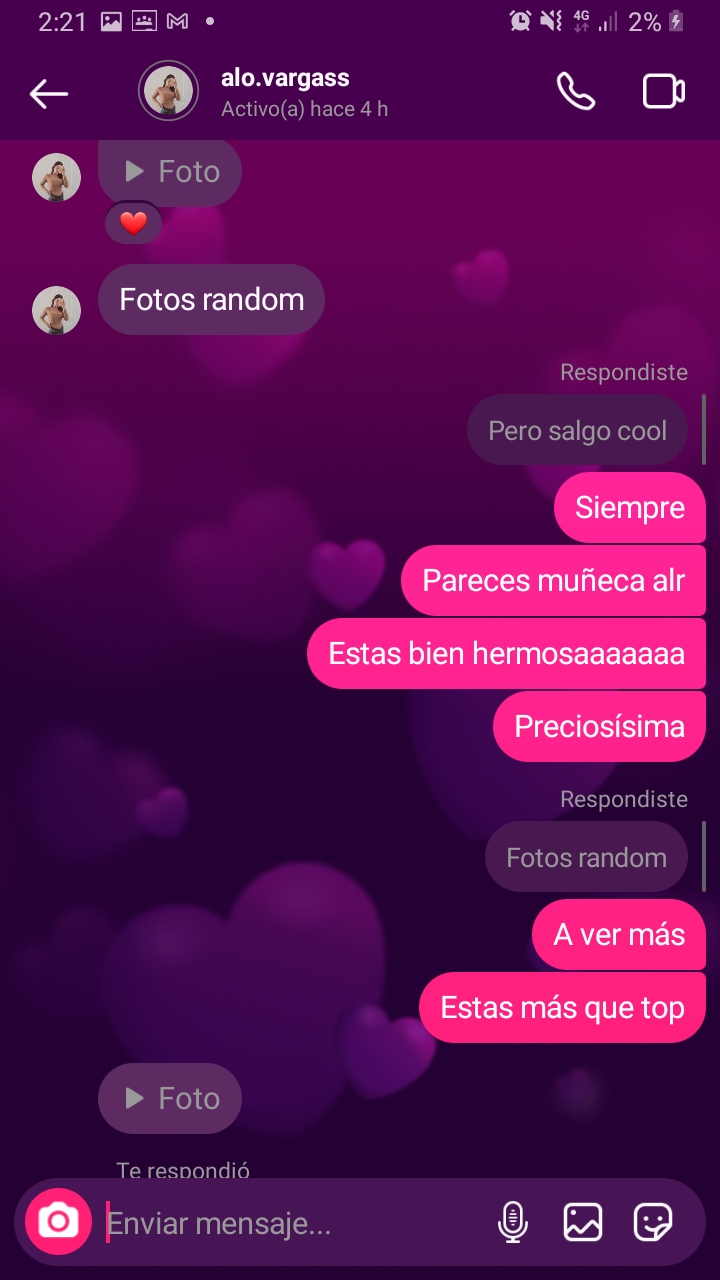 2:21
4G
2%
alo.vargass
Activo(a) hace 4 h
Foto
Fotos random
Respondiste
Pero salgo cool
Siempre
Pareces muñeca alr
Estas bien hermosaaaaaaa
Preciosísima
Respondiste
Fotos random
A ver más
Estas más que top
Foto
Te respondió
Enviar mensaje...